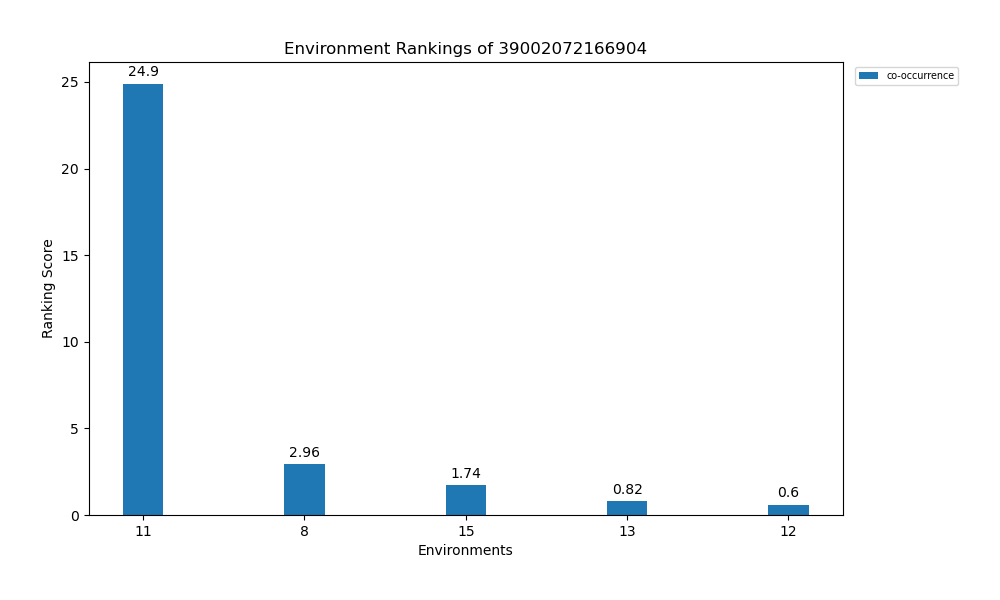 Environment Rankings of 39002072166904
co-occurrence
24.9
2.96
1.74
0.82
0.6
25
20
15
10
5
0
Ranking Score
11 8 15 13 12
Environments